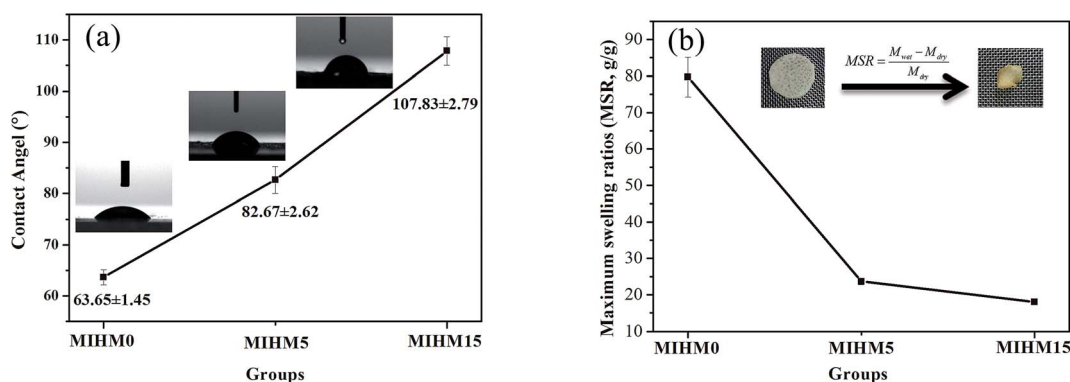 (a)
110
100
90
80
70
60
Contact Angel (°)
63.65±1.45
82.67±2.62
107.83±2.79
MIHM0
MIHM5
MIHM15
Groups
(b)
90
80
70
60
50
40
30
20
10
Maximum swelling ratios (MSR, g/g)
MSR = (M_wet − M_dry) / M_dry
MIHM0
MIHM5
MIHM15
Groups